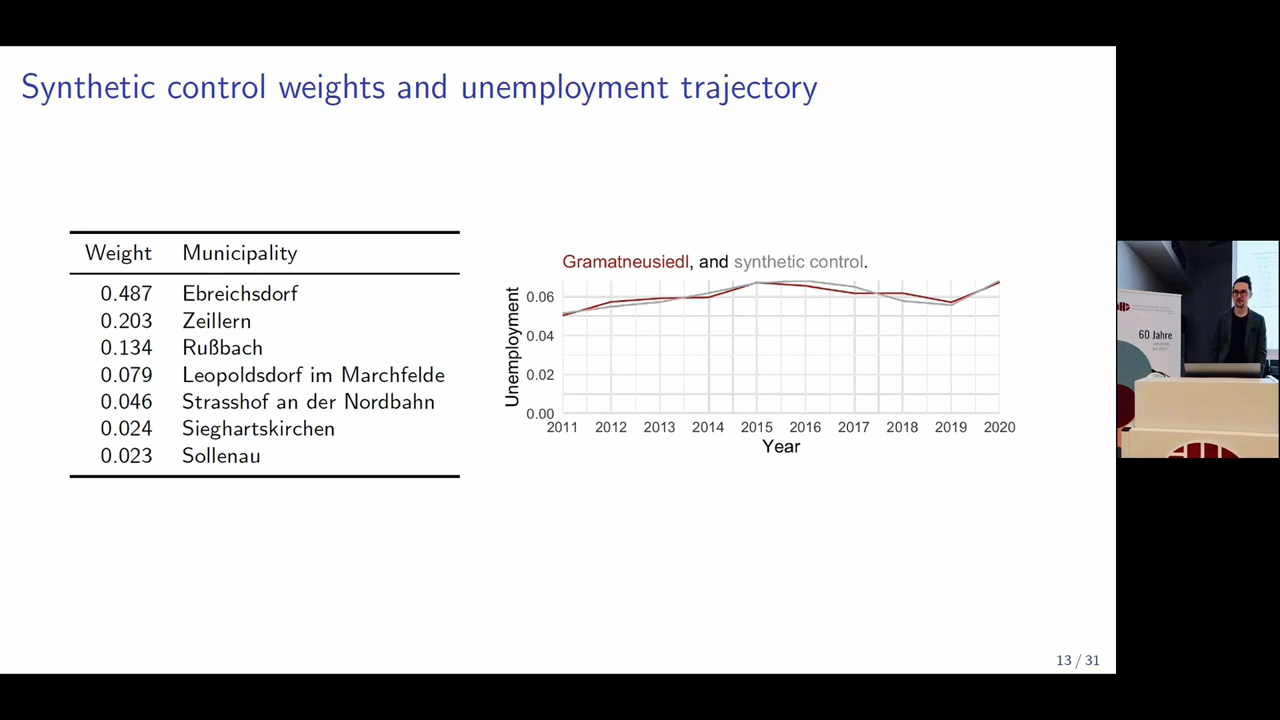 Synthetic control weights and unemployment trajectory
Weight Municipality
0.487 Ebreichsdorf
0.203 Zeillern
0.134 Rußbach
0.079 Leopoldsdorf im Marchfelde
0.046 Strasshof an der Nordbahn
0.024 Sieghartskirchen
0.023 Sollenau
Gramatneusiedl, and synthetic control.
Unemployment
0.06
0.04
0.02
0.00
2011 2012 2013 2014 2015 2016 2017 2018 2019 2020
Year
13 / 31
60 Jahre